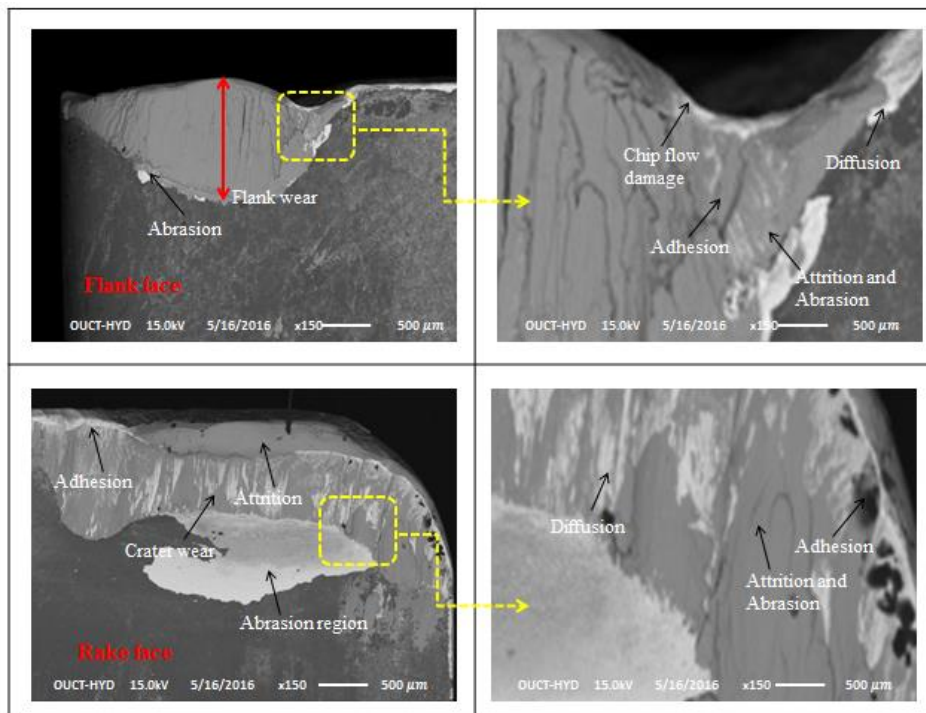 Flank wear
Abrasion
Flank face
OUCT-HYD 15.0kV 5/16/2016 x150 500 µm
Chip flow
damage
Diffusion
Adhesion
Attrition and
Abrasion
OUCT-HYD 15.0kV 5/16/2016 x150 500 µm
Adhesion
Attrition
Crater wear
Abrasion region
Rake face
OUCT-HYD 15.0kV 5/16/2016 x150 500 µm
Diffusion
Adhesion
Attrition and
Abrasion
OUCT-HYD 15.0kV 5/16/2016 x150 500 µm